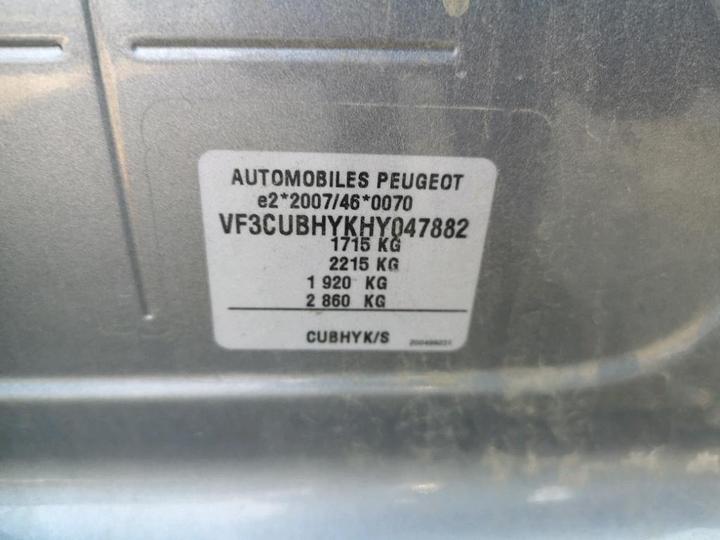 AUTOMOBILES PEUGEOT
e2*2007/46*0070
VF3CUBHYKHY047882
1715 KG
2215 KG
1 920 KG
2 860 KG
CUBHYK/S